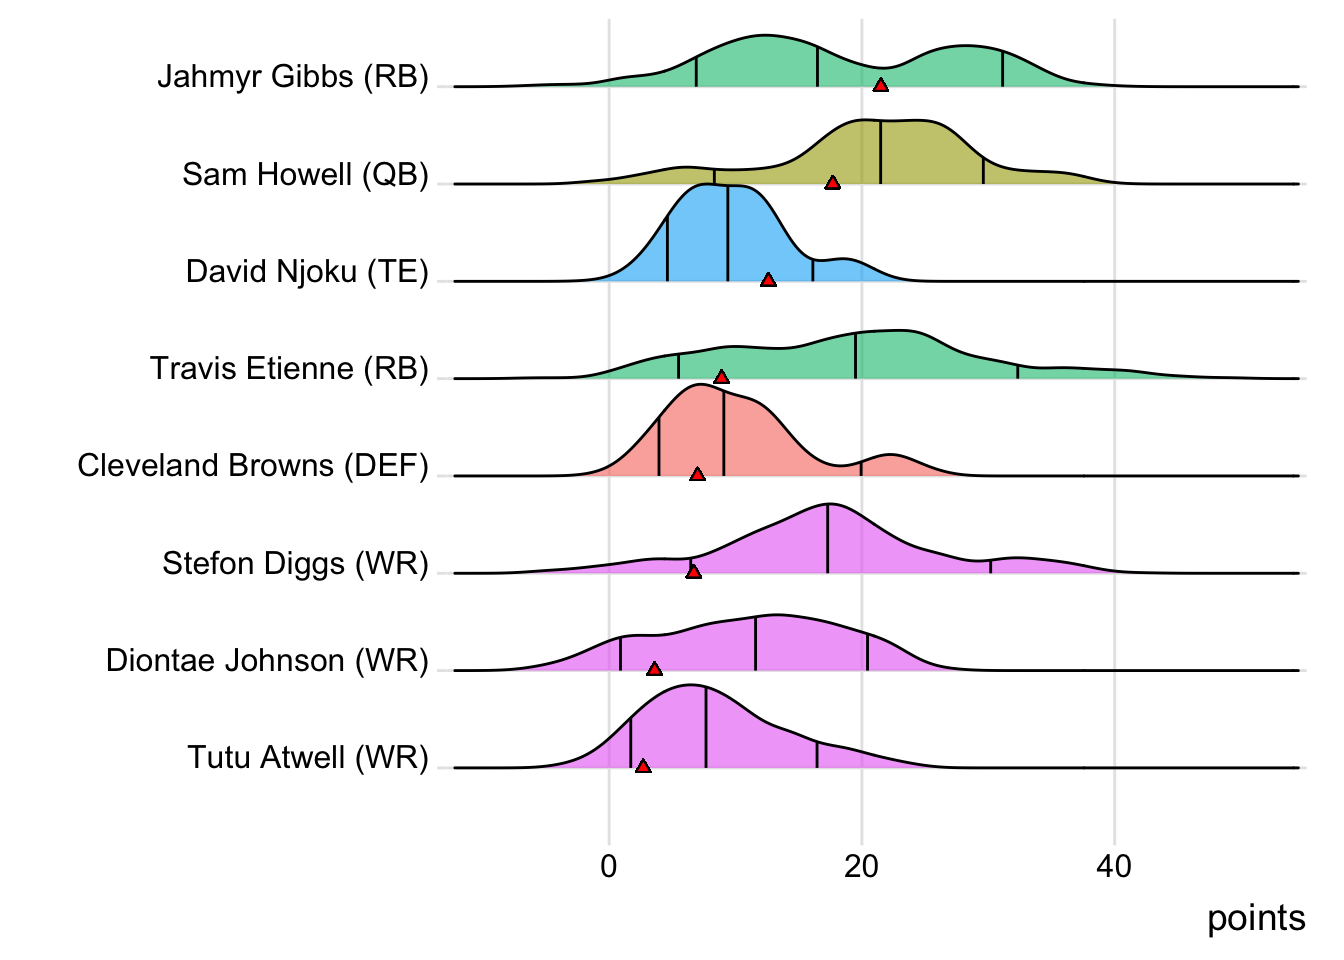 Jahmyr Gibbs (RB)
Sam Howell (QB)
David Njoku (TE)
Travis Etienne (RB)
Cleveland Browns (DEF)
Stefon Diggs (WR)
Diontae Johnson (WR)
Tutu Atwell (WR)
0 20 40
points